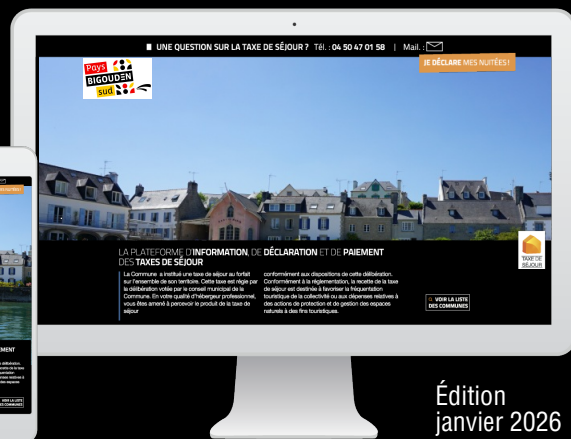 ■ UNE QUESTION SUR LA TAXE DE SÉJOUR ? Tél. : 04 50 47 01 58 | Mail. :
JE DÉCLARE MES NUITÉES !
Pays
BIGOUDEN
sud
LA PLATEFORME D'INFORMATION, DE DÉCLARATION ET DE PAIEMENT
DES TAXES DE SÉJOUR
La Commune a institué une taxe de séjour au forfait
sur l'ensemble de son territoire. Cette taxe est régie par
la délibération votée par le conseil municipal de la
Commune. En votre qualité d'hébergeur professionnel,
vous êtes amené à percevoir le produit de la taxe de
séjour
conformément aux dispositions de cette délibération.
Conformément à la réglementation, la recette de la taxe
de séjour est destinée à favoriser la fréquentation
touristique de la collectivité ou aux dépenses relatives à
des actions de protection et de gestion des espaces
naturels à des fins touristiques.
TAXE DE
SÉJOUR
VOIR LA LISTE
DES COMMUNES
VOIR LA LISTE
DES COMMUNES
Édition
janvier 2026